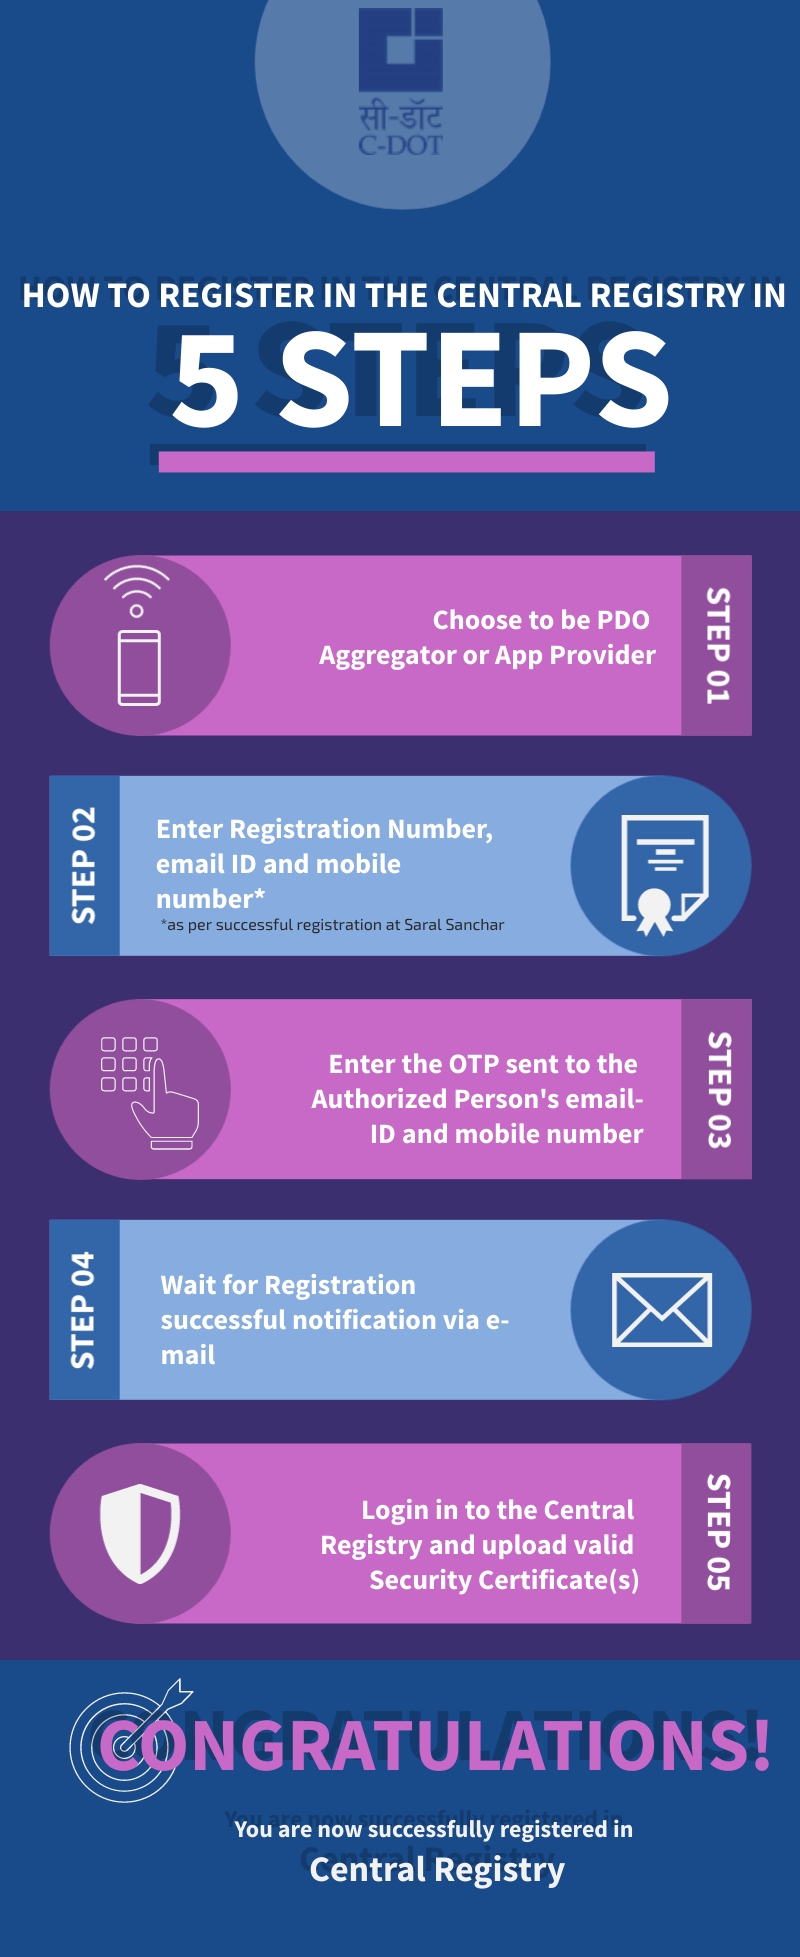 सी-डॉट
C-DOT
HOW TO REGISTER IN THE CENTRAL REGISTRY IN
5 STEPS
Choose to be PDO
Aggregator or App Provider
STEP 01
STEP 02
Enter Registration Number,
email ID and mobile
number*
*as per successful registration at Saral Sanchar
Enter the OTP sent to the
Authorized Person's email-
ID and mobile number
STEP 03
STEP 04
Wait for Registration
successful notification via e-
mail
Login in to the Central
Registry and upload valid
Security Certificate(s)
STEP 05
CONGRATULATIONS!
You are now successfully registered in
Central Registry